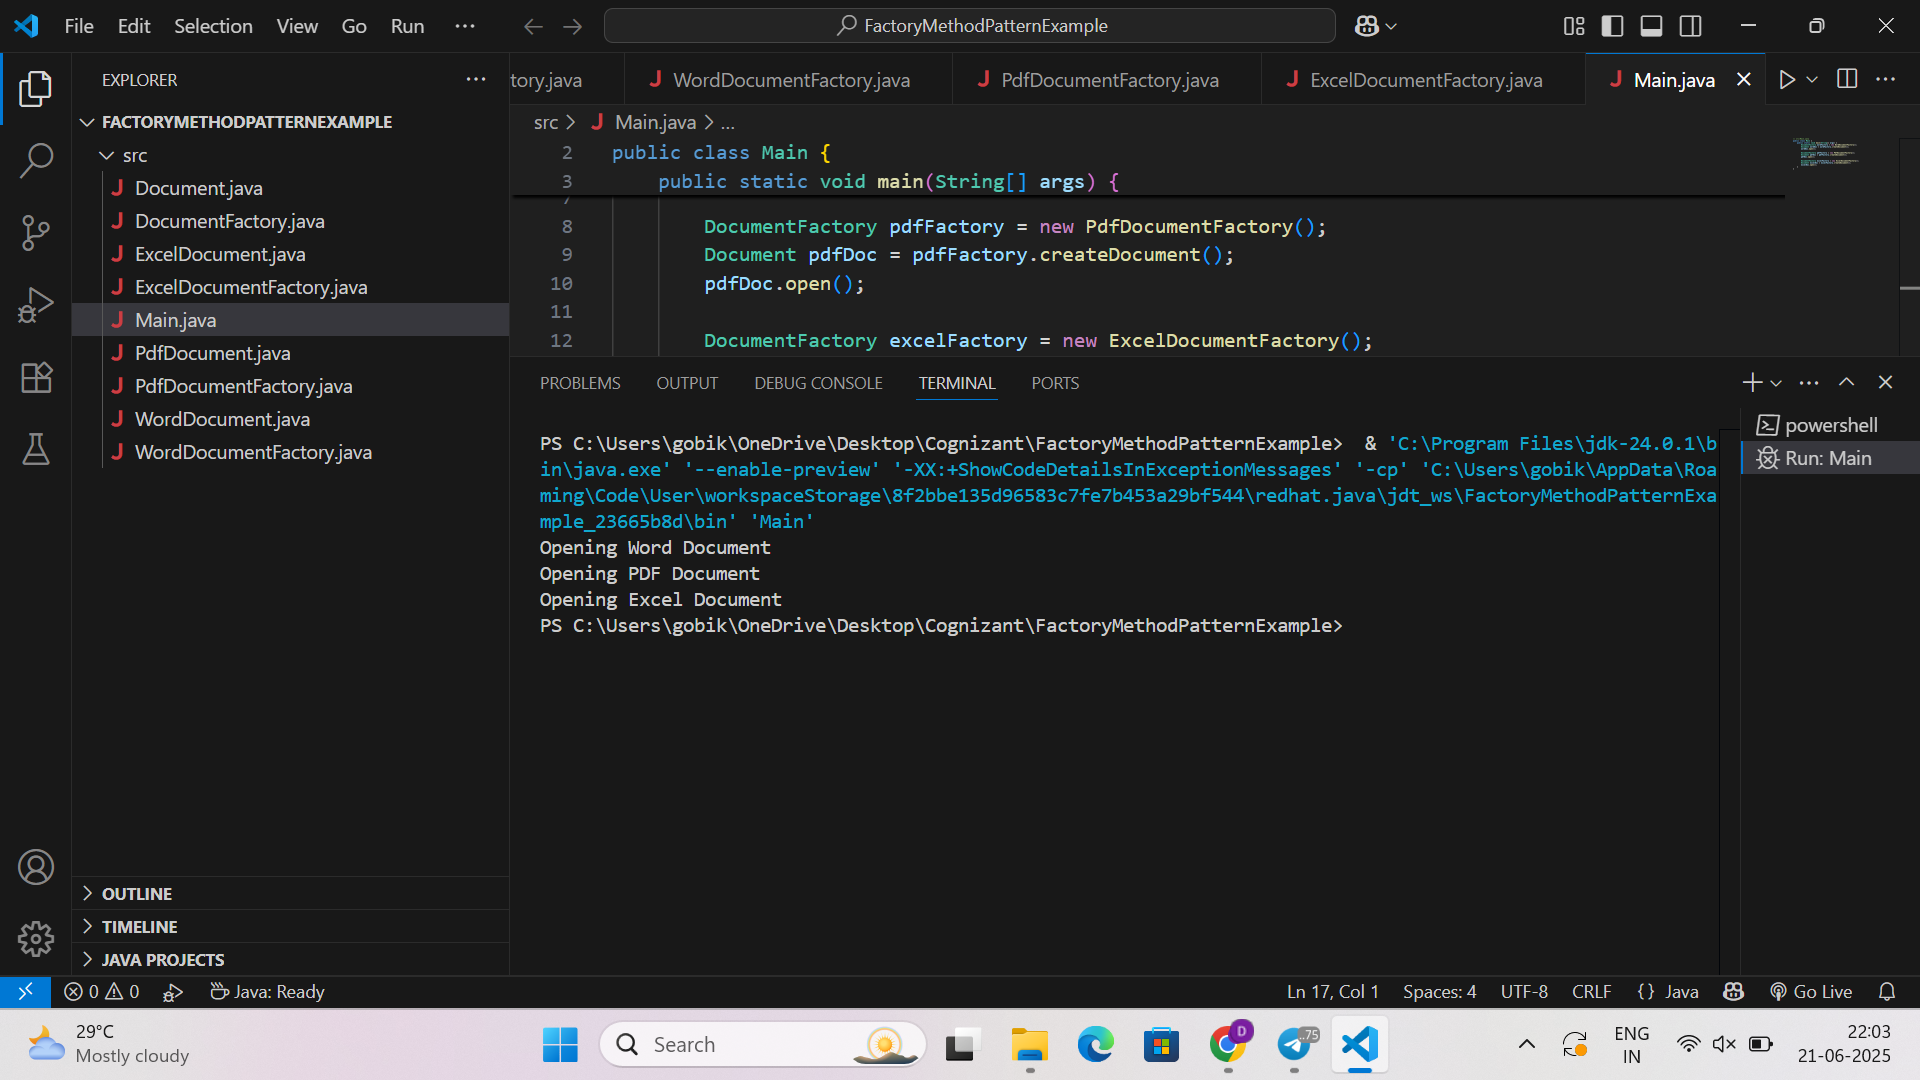 File Edit Selection View Go Run ···
FactoryMethodPatternExample
EXPLORER
FACTORYMETHODPATTERNEXAMPLE
src
Document.java
DocumentFactory.java
ExcelDocument.java
ExcelDocumentFactory.java
Main.java
PdfDocument.java
PdfDocumentFactory.java
WordDocument.java
WordDocumentFactory.java
OUTLINE
TIMELINE
JAVA PROJECTS
tory.java WordDocumentFactory.java PdfDocumentFactory.java ExcelDocumentFactory.java Main.java
src > Main.java > ...
2 public class Main {
3 public static void main(String[] args) {
7
8 DocumentFactory pdfFactory = new PdfDocumentFactory();
9 Document pdfDoc = pdfFactory.createDocument();
10 pdfDoc.open();
11
12 DocumentFactory excelFactory = new ExcelDocumentFactory();
PROBLEMS OUTPUT DEBUG CONSOLE TERMINAL PORTS
PS C:\Users\gobik\OneDrive\Desktop\Cognizant\FactoryMethodPatternExample> & 'C:\Program Files\jdk-24.0.1\b
in\java.exe' '--enable-preview' '-XX:+ShowCodeDetailsInExceptionMessages' '-cp' 'C:\Users\gobik\AppData\Roa
ming\Code\User\workspaceStorage\8f2bbe135d96583c7fe7b453a29bf544\redhat.java\jdt_ws\FactoryMethodPatternExa
mple_23665b8d\bin' 'Main'
Opening Word Document
Opening PDF Document
Opening Excel Document
PS C:\Users\gobik\OneDrive\Desktop\Cognizant\FactoryMethodPatternExample>
powershell
Run: Main
0 0 Java: Ready
Ln 17, Col 1 Spaces: 4 UTF-8 CRLF {} Java Go Live
29°C
Mostly cloudy
Search
D
.75
ENG
IN
22:03
21-06-2025